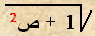 √1 + ص²